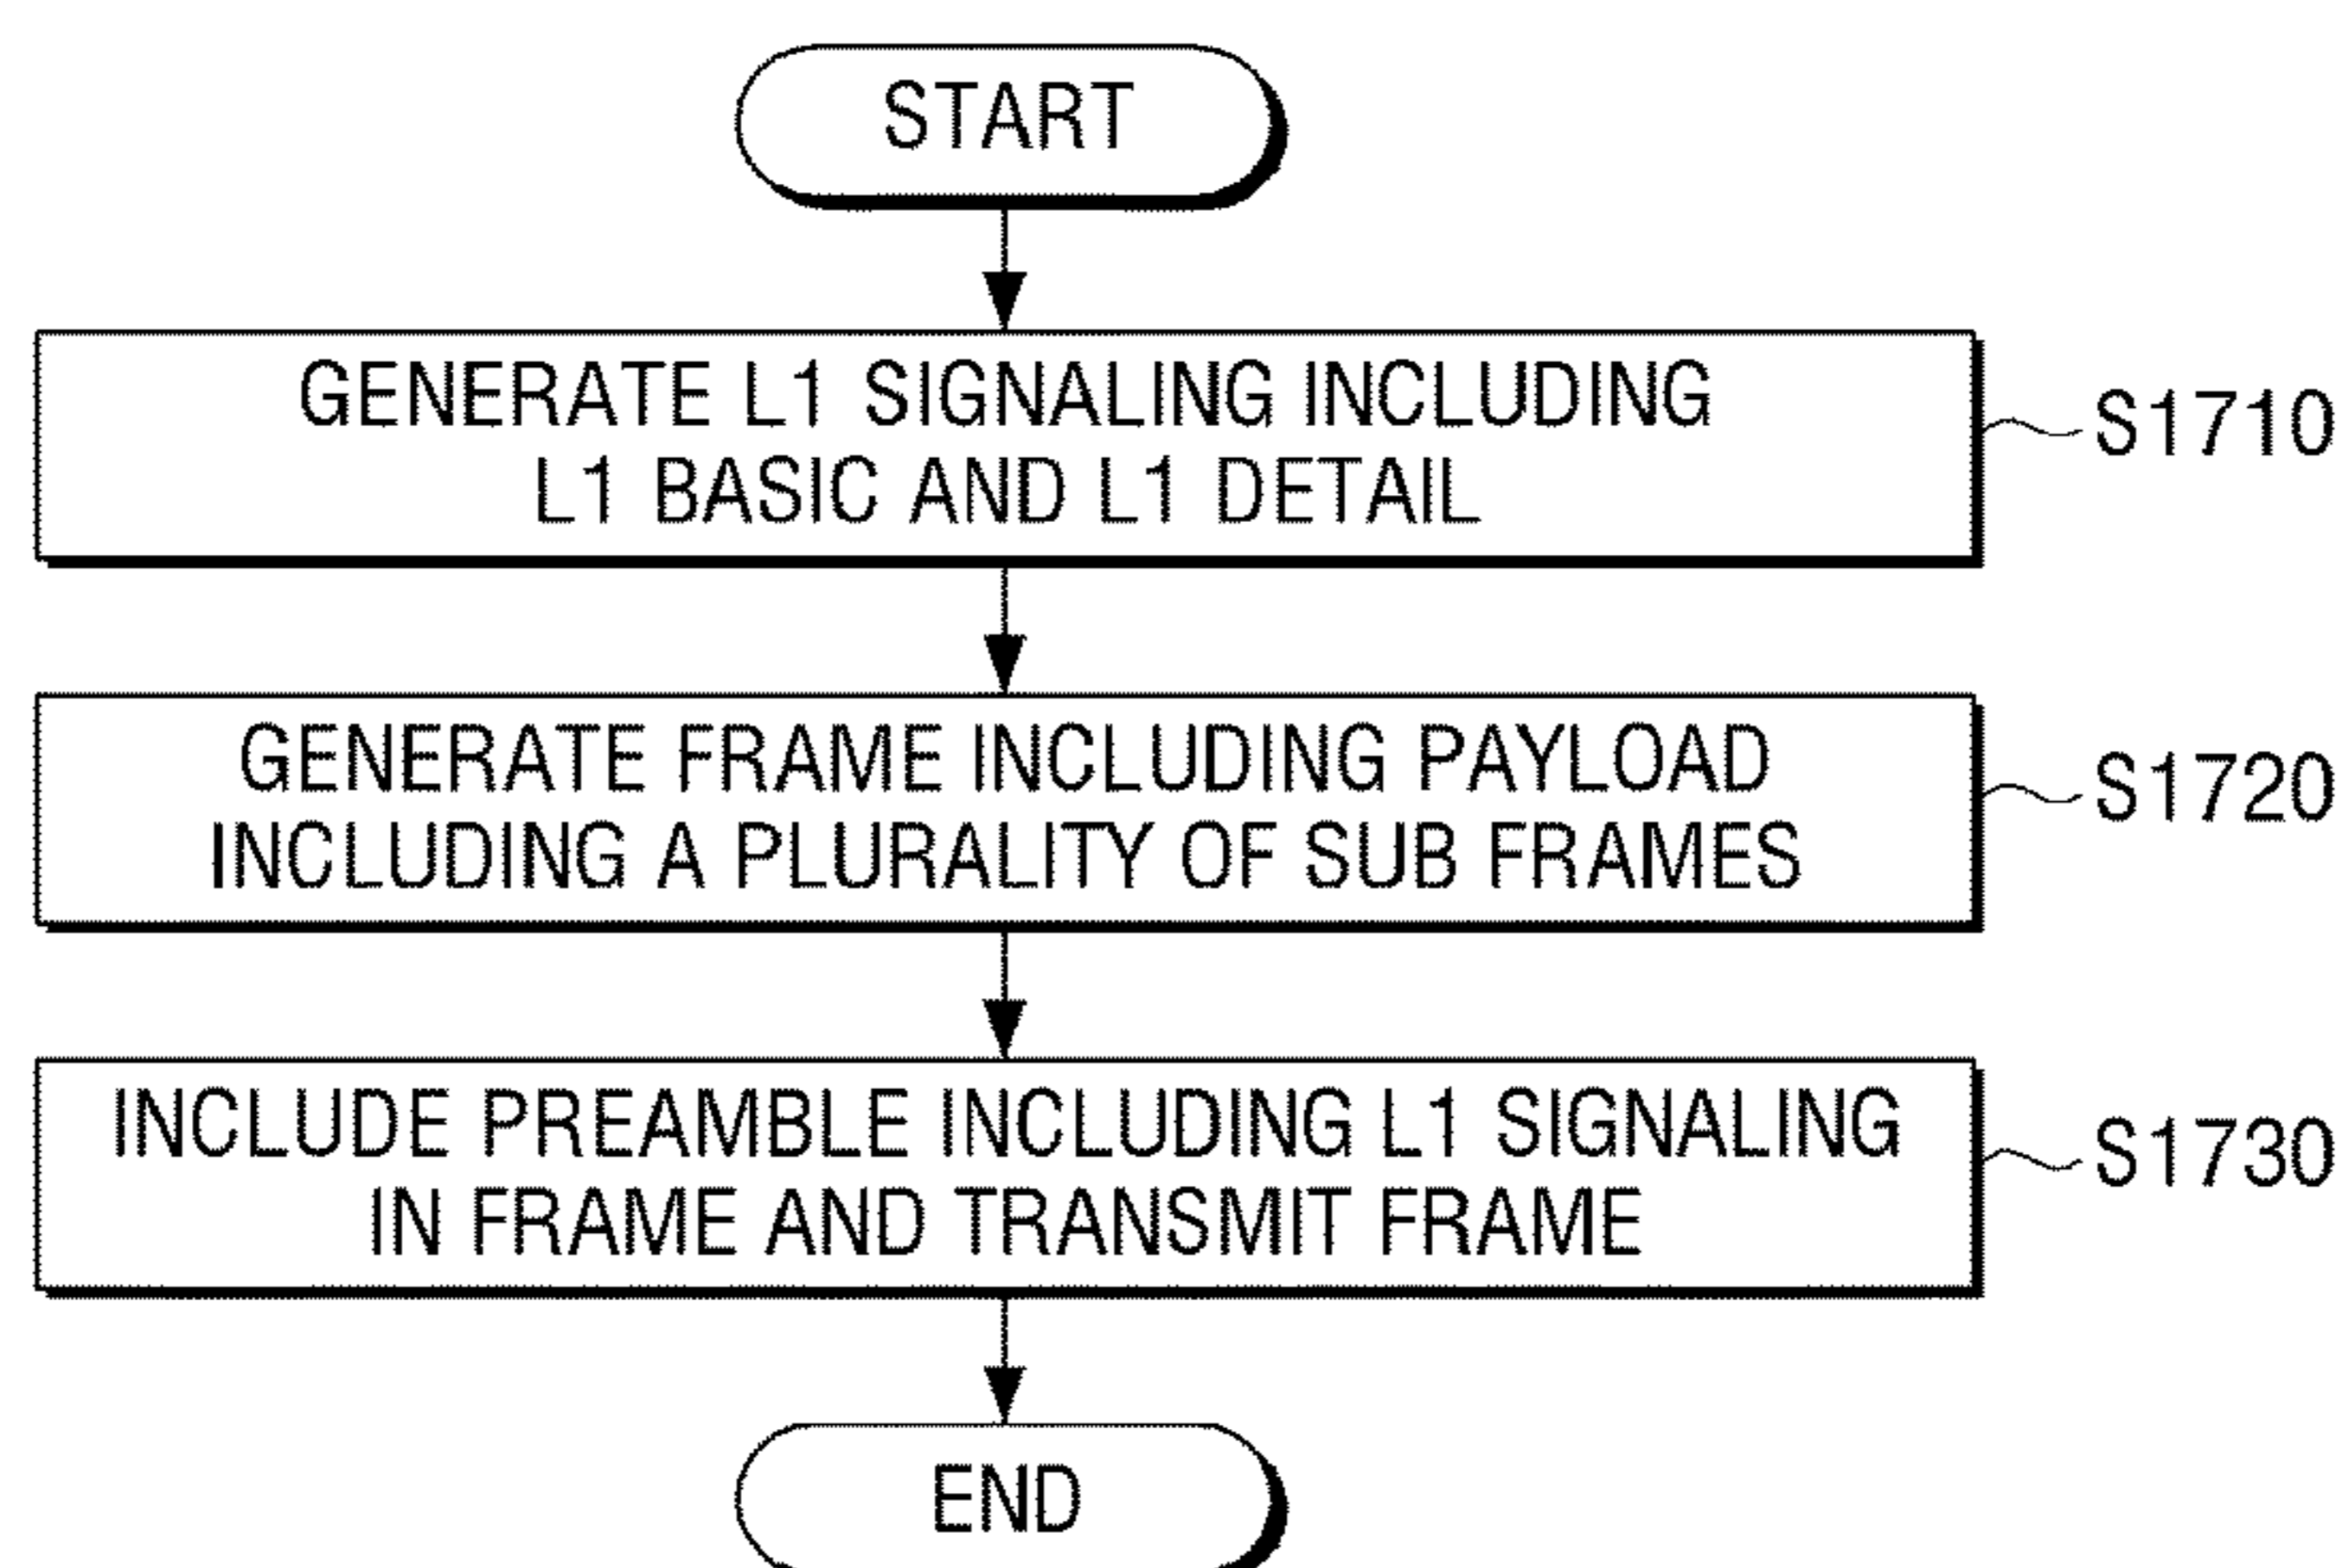 START
GENERATE L1 SIGNALING INCLUDING
L1 BASIC AND L1 DETAIL
S1710
GENERATE FRAME INCLUDING PAYLOAD
INCLUDING A PLURALITY OF SUB FRAMES
S1720
INCLUDE PREAMBLE INCLUDING L1 SIGNALING
IN FRAME AND TRANSMIT FRAME
S1730
END